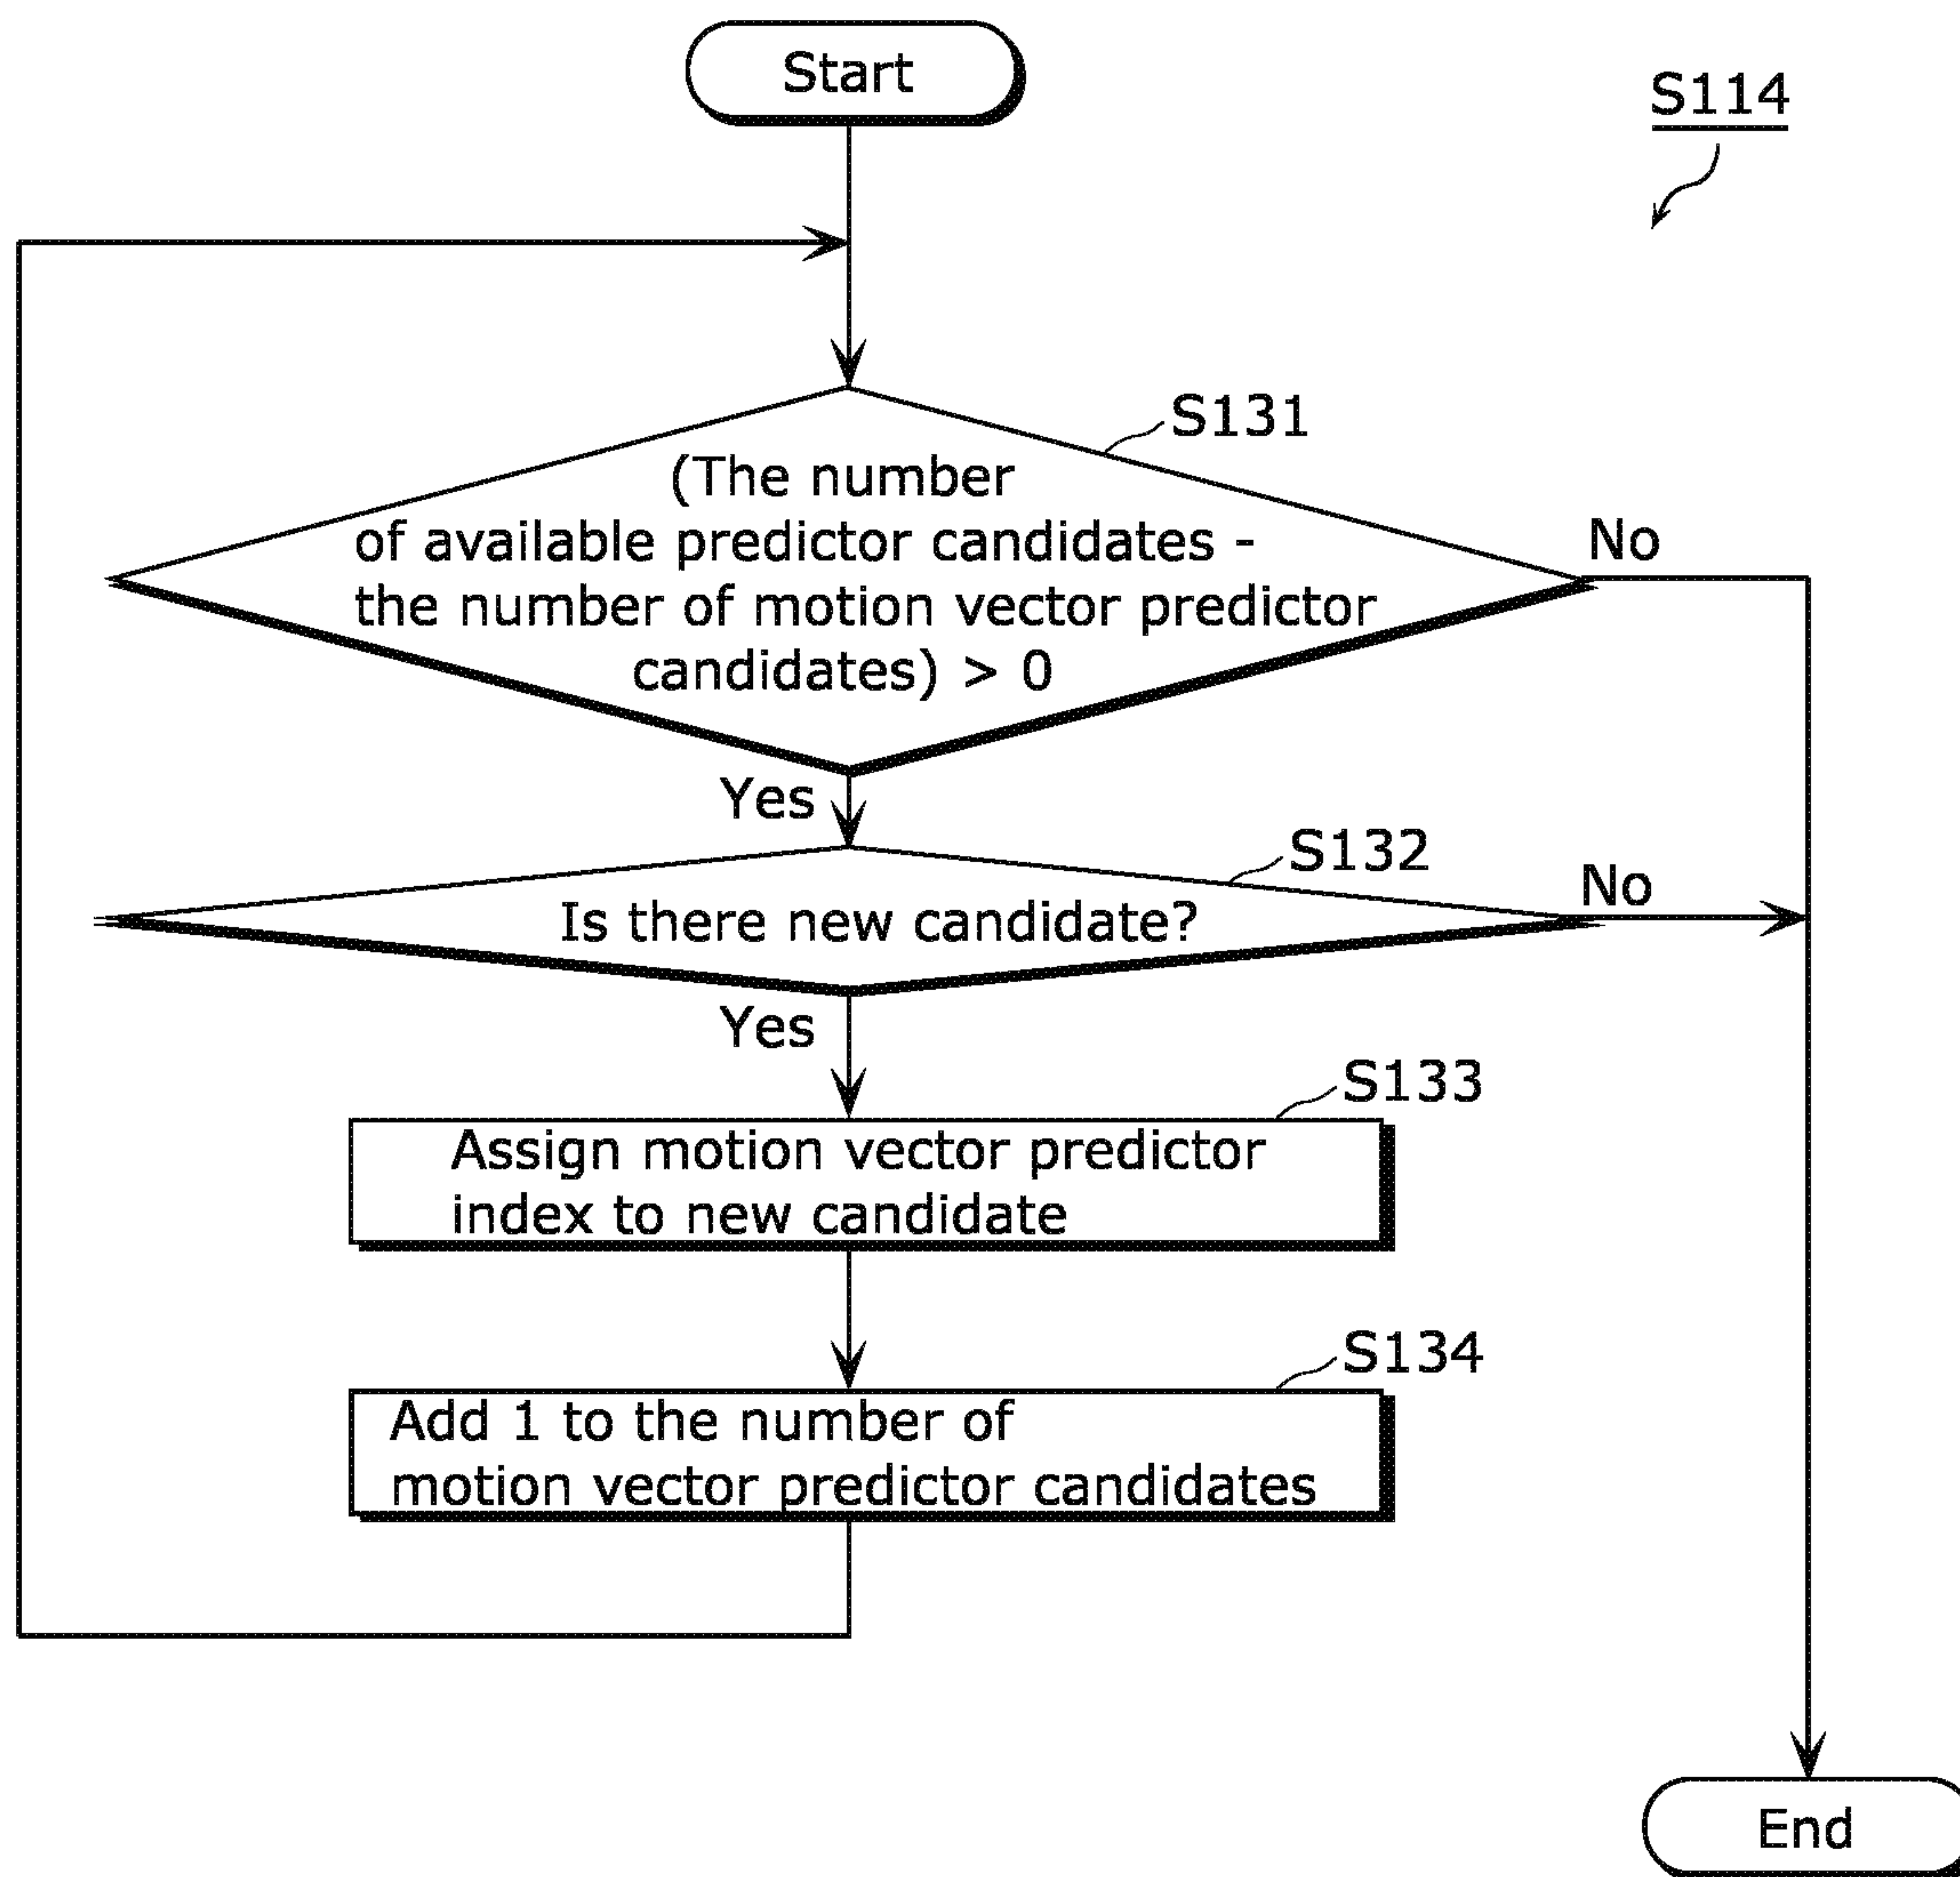 Start
S114
S131
(The number
of available predictor candidates -
the number of motion vector predictor
candidates) > 0
No
Yes
S132
Is there new candidate?
No
Yes
S133
Assign motion vector predictor
index to new candidate
S134
Add 1 to the number of
motion vector predictor candidates
End